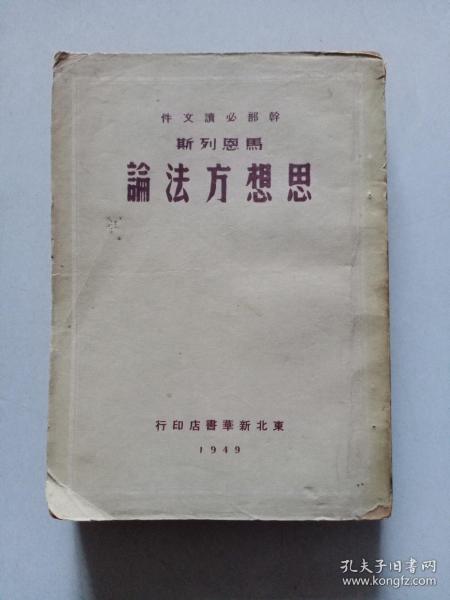 幹部必讀文件
馬恩列斯
思想方法論
東北新華書店印行
1949
孔夫子旧书网
www.kongfz.com